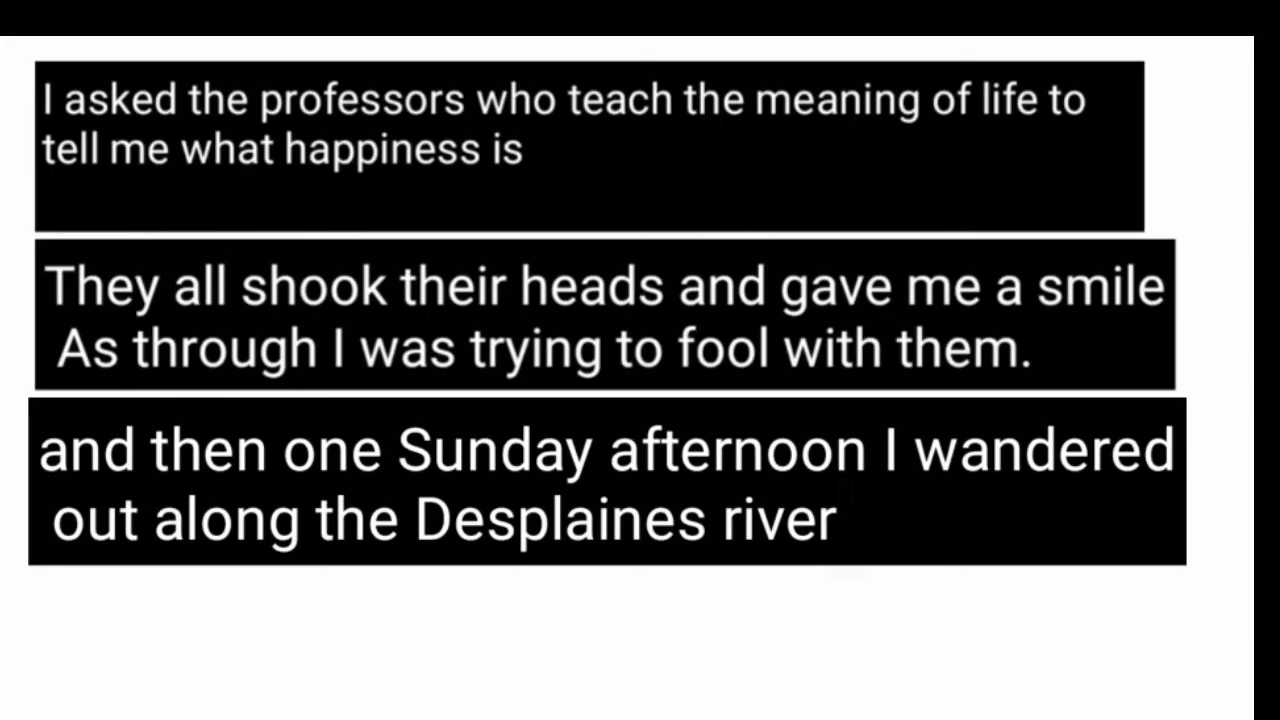 I asked the professors who teach the meaning of life to
tell me what happiness is
They all shook their heads and gave me a smile
As through I was trying to fool with them.
and then one Sunday afternoon I wandered
out along the Desplaines river